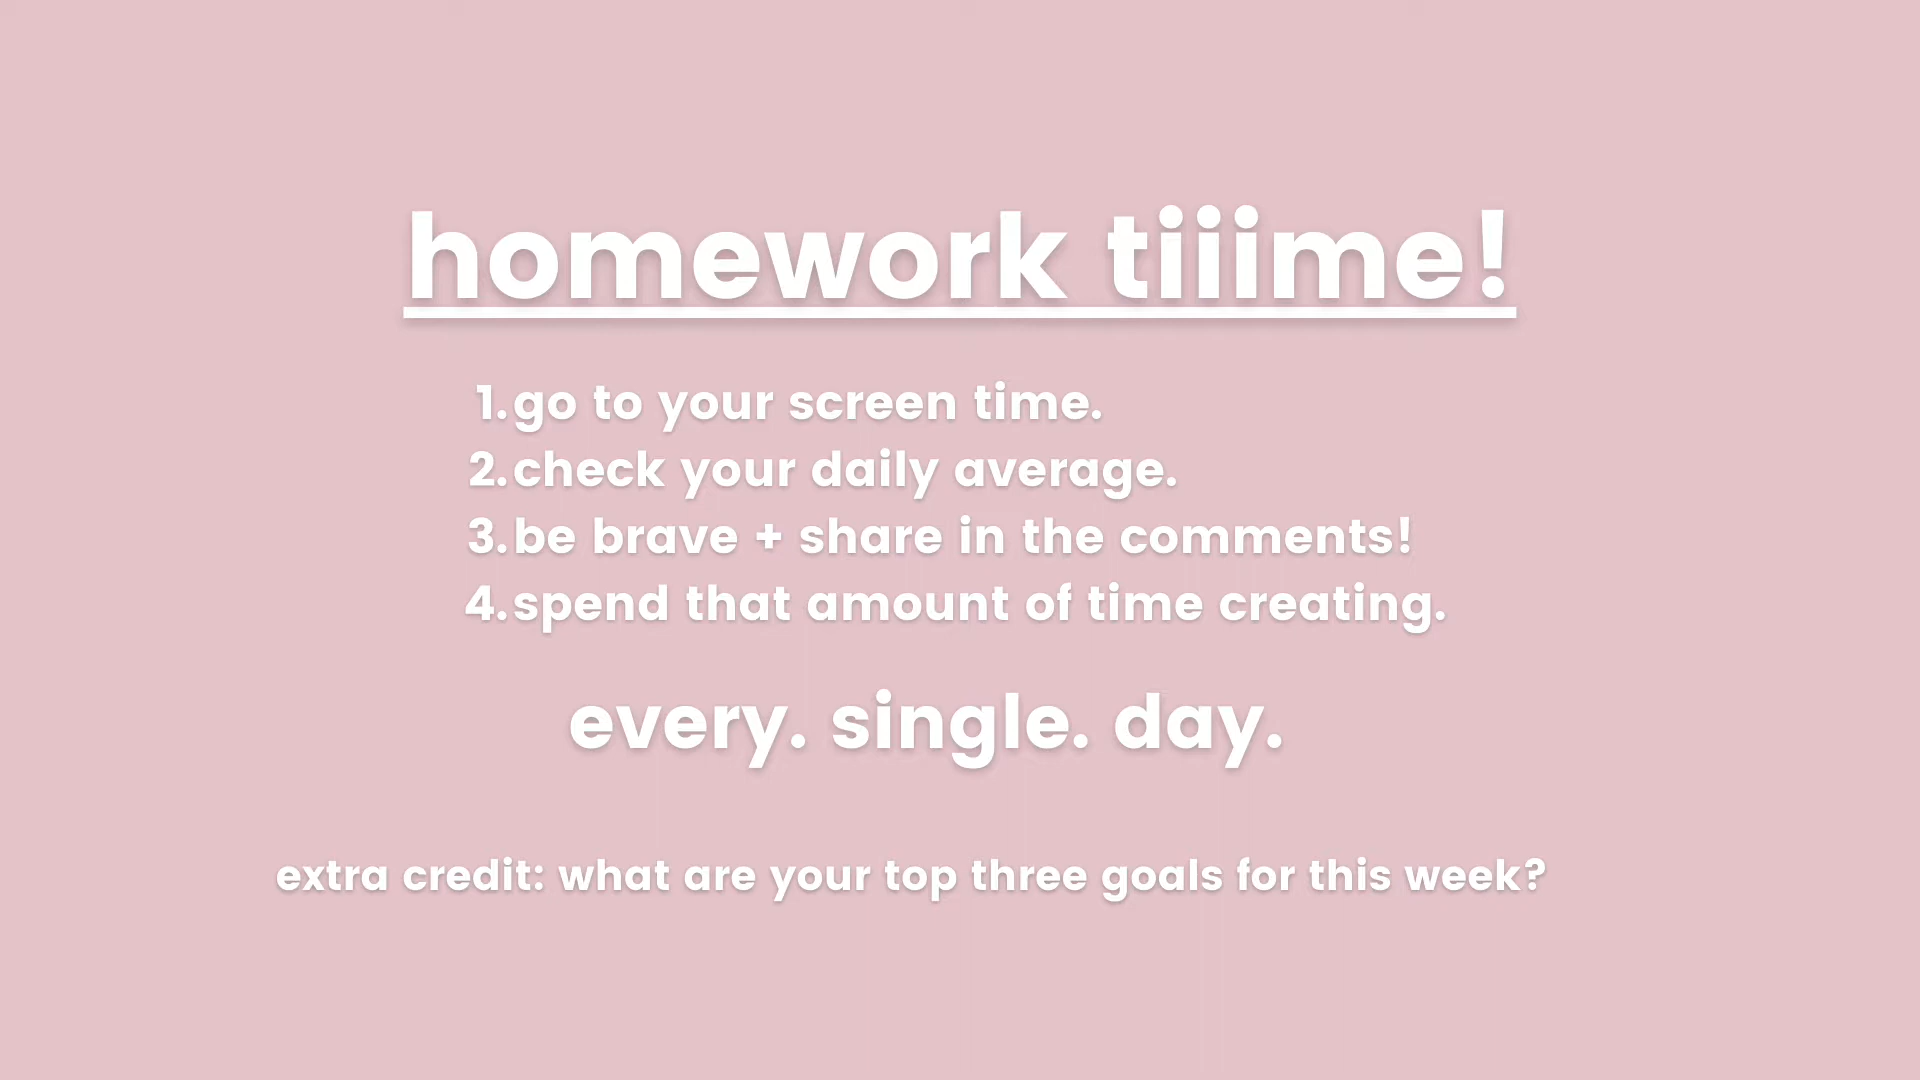 homework tiiime!
1. go to your screen time.
2. check your daily average.
3. be brave + share in the comments!
4. spend that amount of time creating.
every. single. day.
extra credit: what are your top three goals for this week?